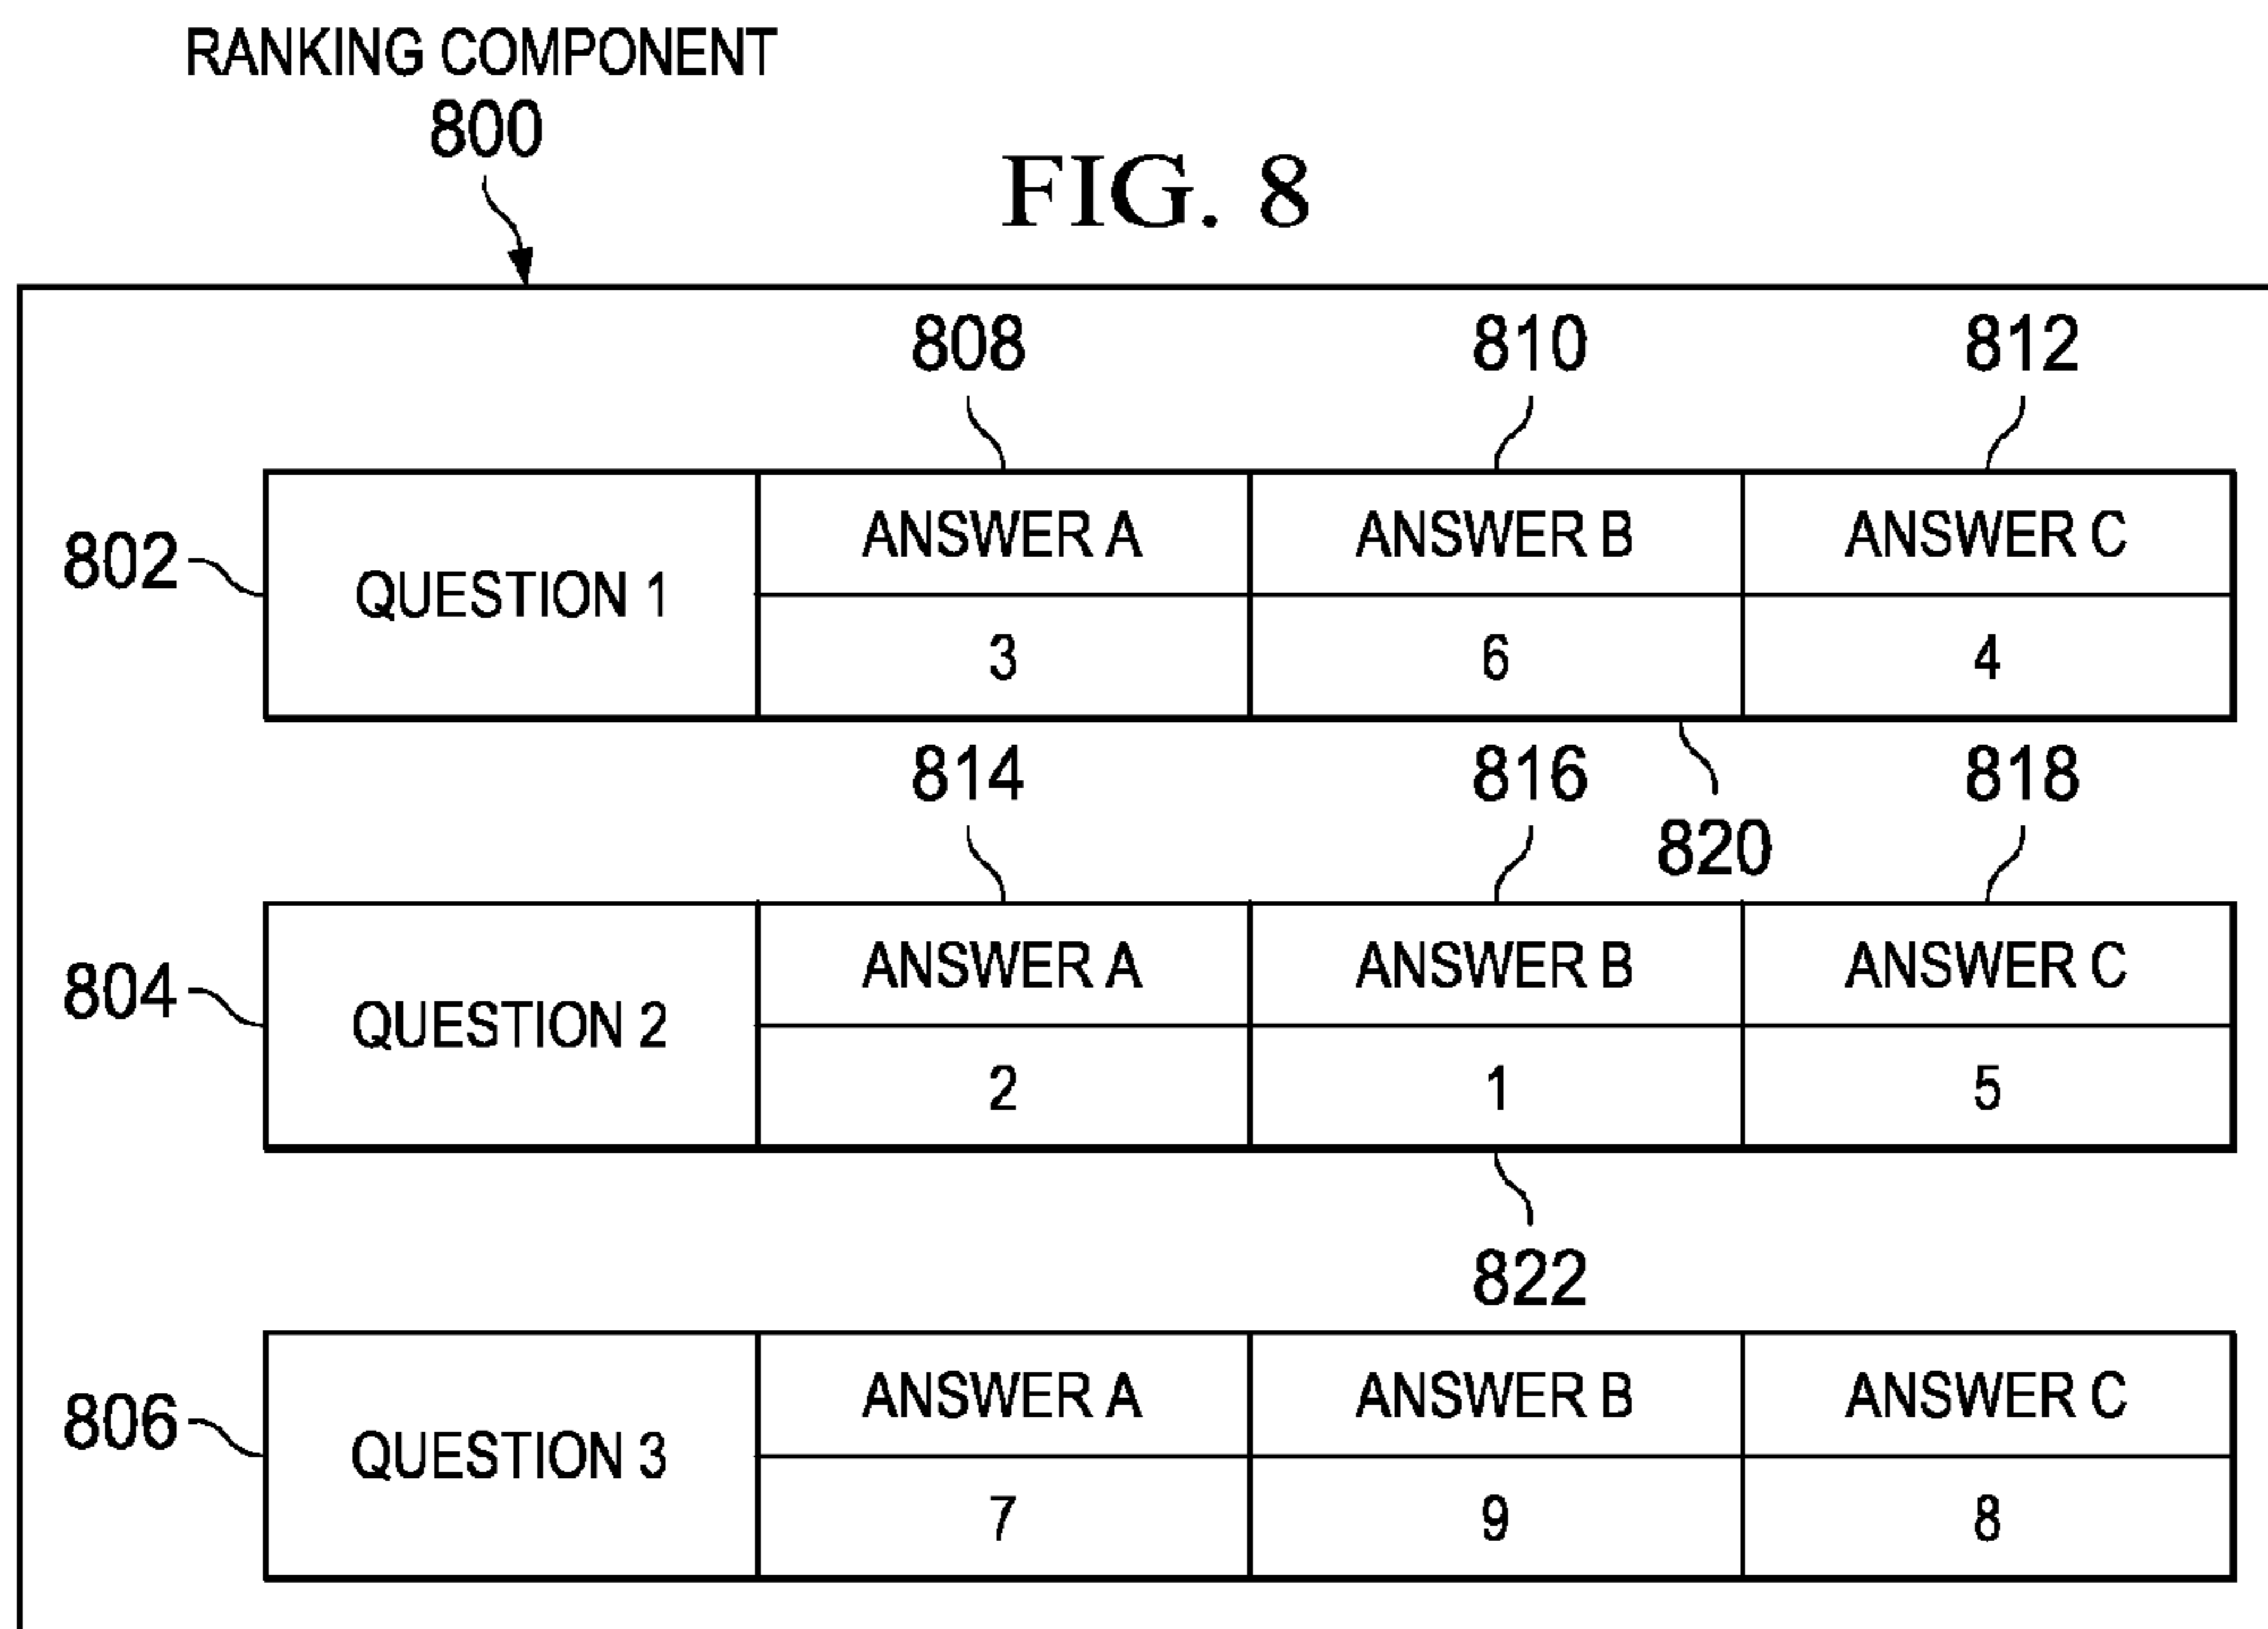 RANKING COMPONENT
800
FIG. 8
808 810 812
802 QUESTION 1 ANSWER A ANSWER B ANSWER C
3 6 4
814 816 818
820
804 QUESTION 2 ANSWER A ANSWER B ANSWER C
2 1 5
822
806 QUESTION 3 ANSWER A ANSWER B ANSWER C
7 9 8